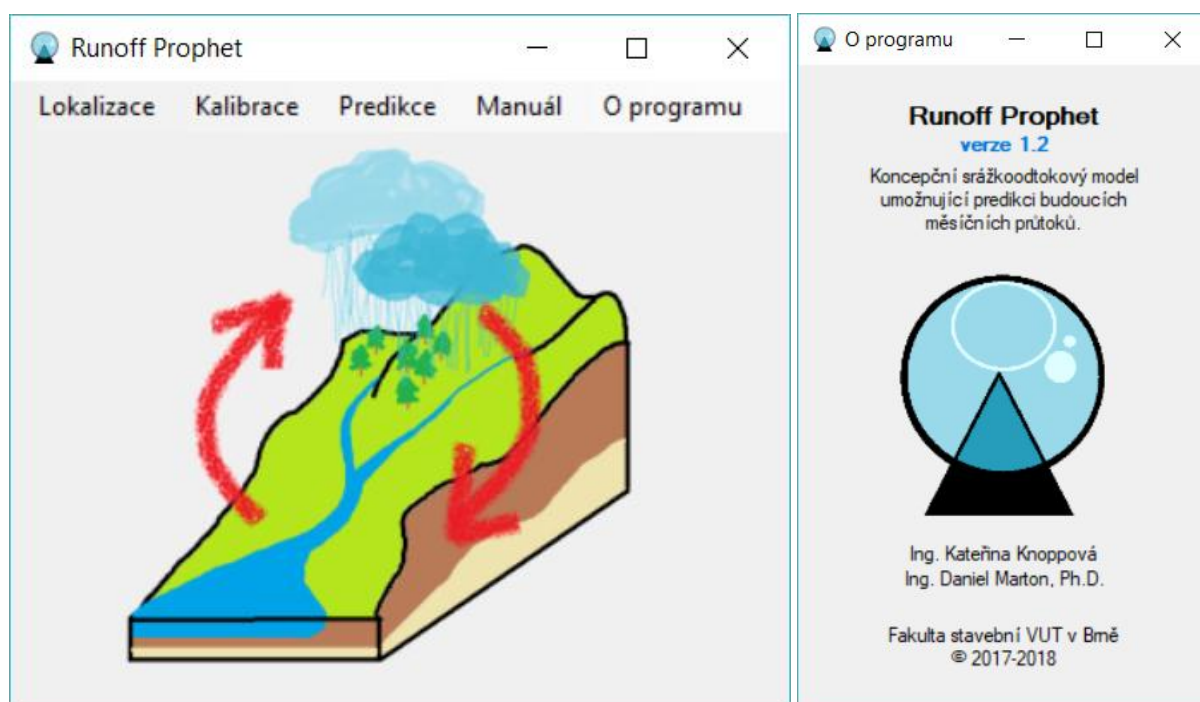 Runoff Prophet
Lokalizace Kalibrace Predikce Manuál O programu
O programu
Runoff Prophet
verze 1.2
Koncepční srážkoodtokový model
umožnující predikci budoucích
měsíčních průtoků.
Ing. Kateřina Knoppová
Ing. Daniel Marton, Ph.D.
Fakulta stavební VUT v Brně
© 2017-2018